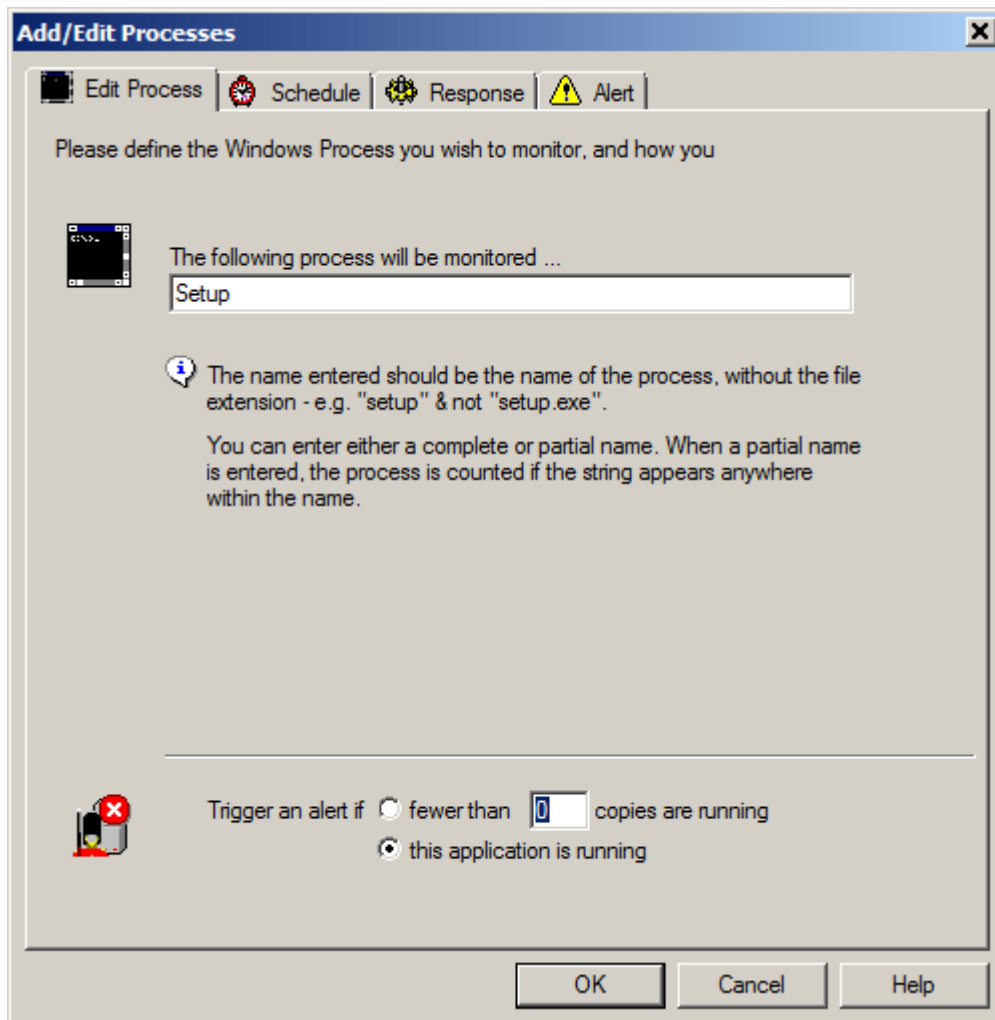 Add/Edit Processes
Edit Process Schedule Response Alert
Please define the Windows Process you wish to monitor, and how you
The following process will be monitored ...
Setup
The name entered should be the name of the process, without the file
extension - e.g. "setup" & not "setup.exe".
You can enter either a complete or partial name. When a partial name
is entered, the process is counted if the string appears anywhere
within the name.
Trigger an alert if fewer than 0 copies are running
this application is running
OK Cancel Help